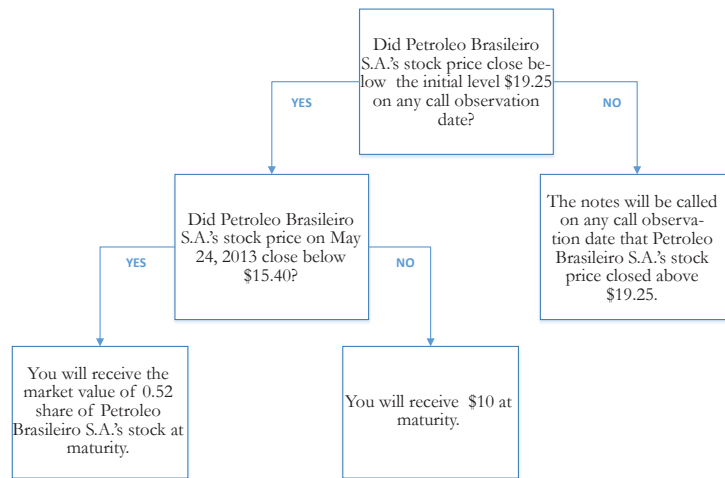 Did Petroleo Brasileiro
S.A.'s stock price close be-
low the initial level $19.25
on any call observation
date?
YES
NO
Did Petroleo Brasileiro
S.A.'s stock price on May
24, 2013 close below
$15.40?
The notes will be called
on any call observa-
tion date that Petroleo
Brasileiro S.A.'s stock
price closed above
$19.25.
YES
NO
You will receive the
market value of 0.52
share of Petroleo
Brasileiro S.A.'s stock at
maturity.
You will receive $10 at
maturity.